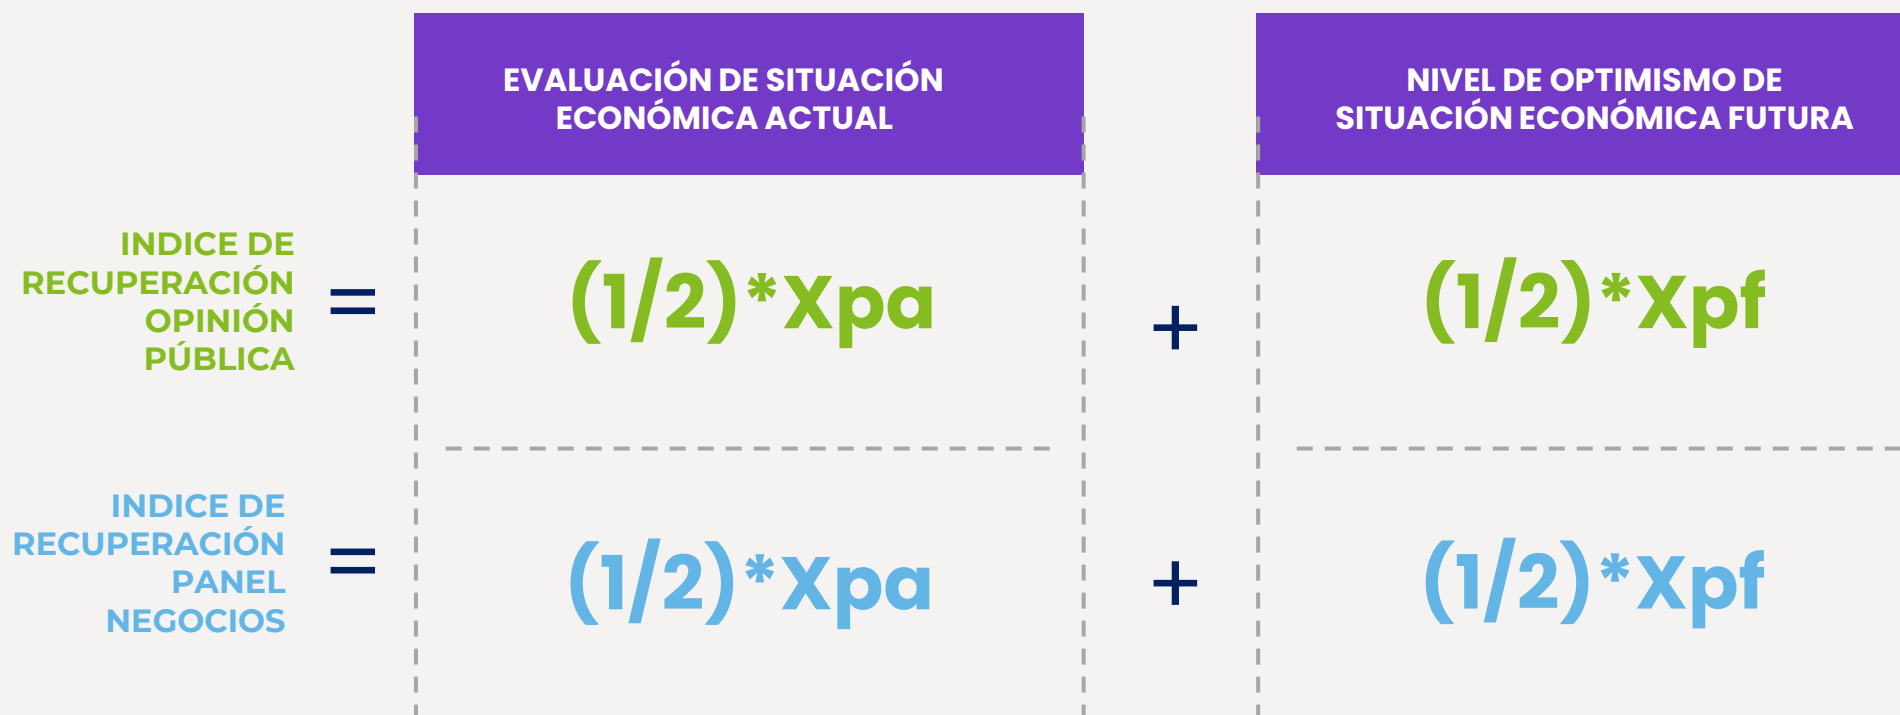 EVALUACIÓN DE SITUACIÓN
ECONÓMICA ACTUAL
NIVEL DE OPTIMISMO DE
SITUACIÓN ECONÓMICA FUTURA
INDICE DE
RECUPERACIÓN
OPINIÓN
PÚBLICA
=
(1/2)*Xpa
+
(1/2)*Xpf
INDICE DE
RECUPERACIÓN
PANEL
NEGOCIOS
=
(1/2)*Xpa
+
(1/2)*Xpf